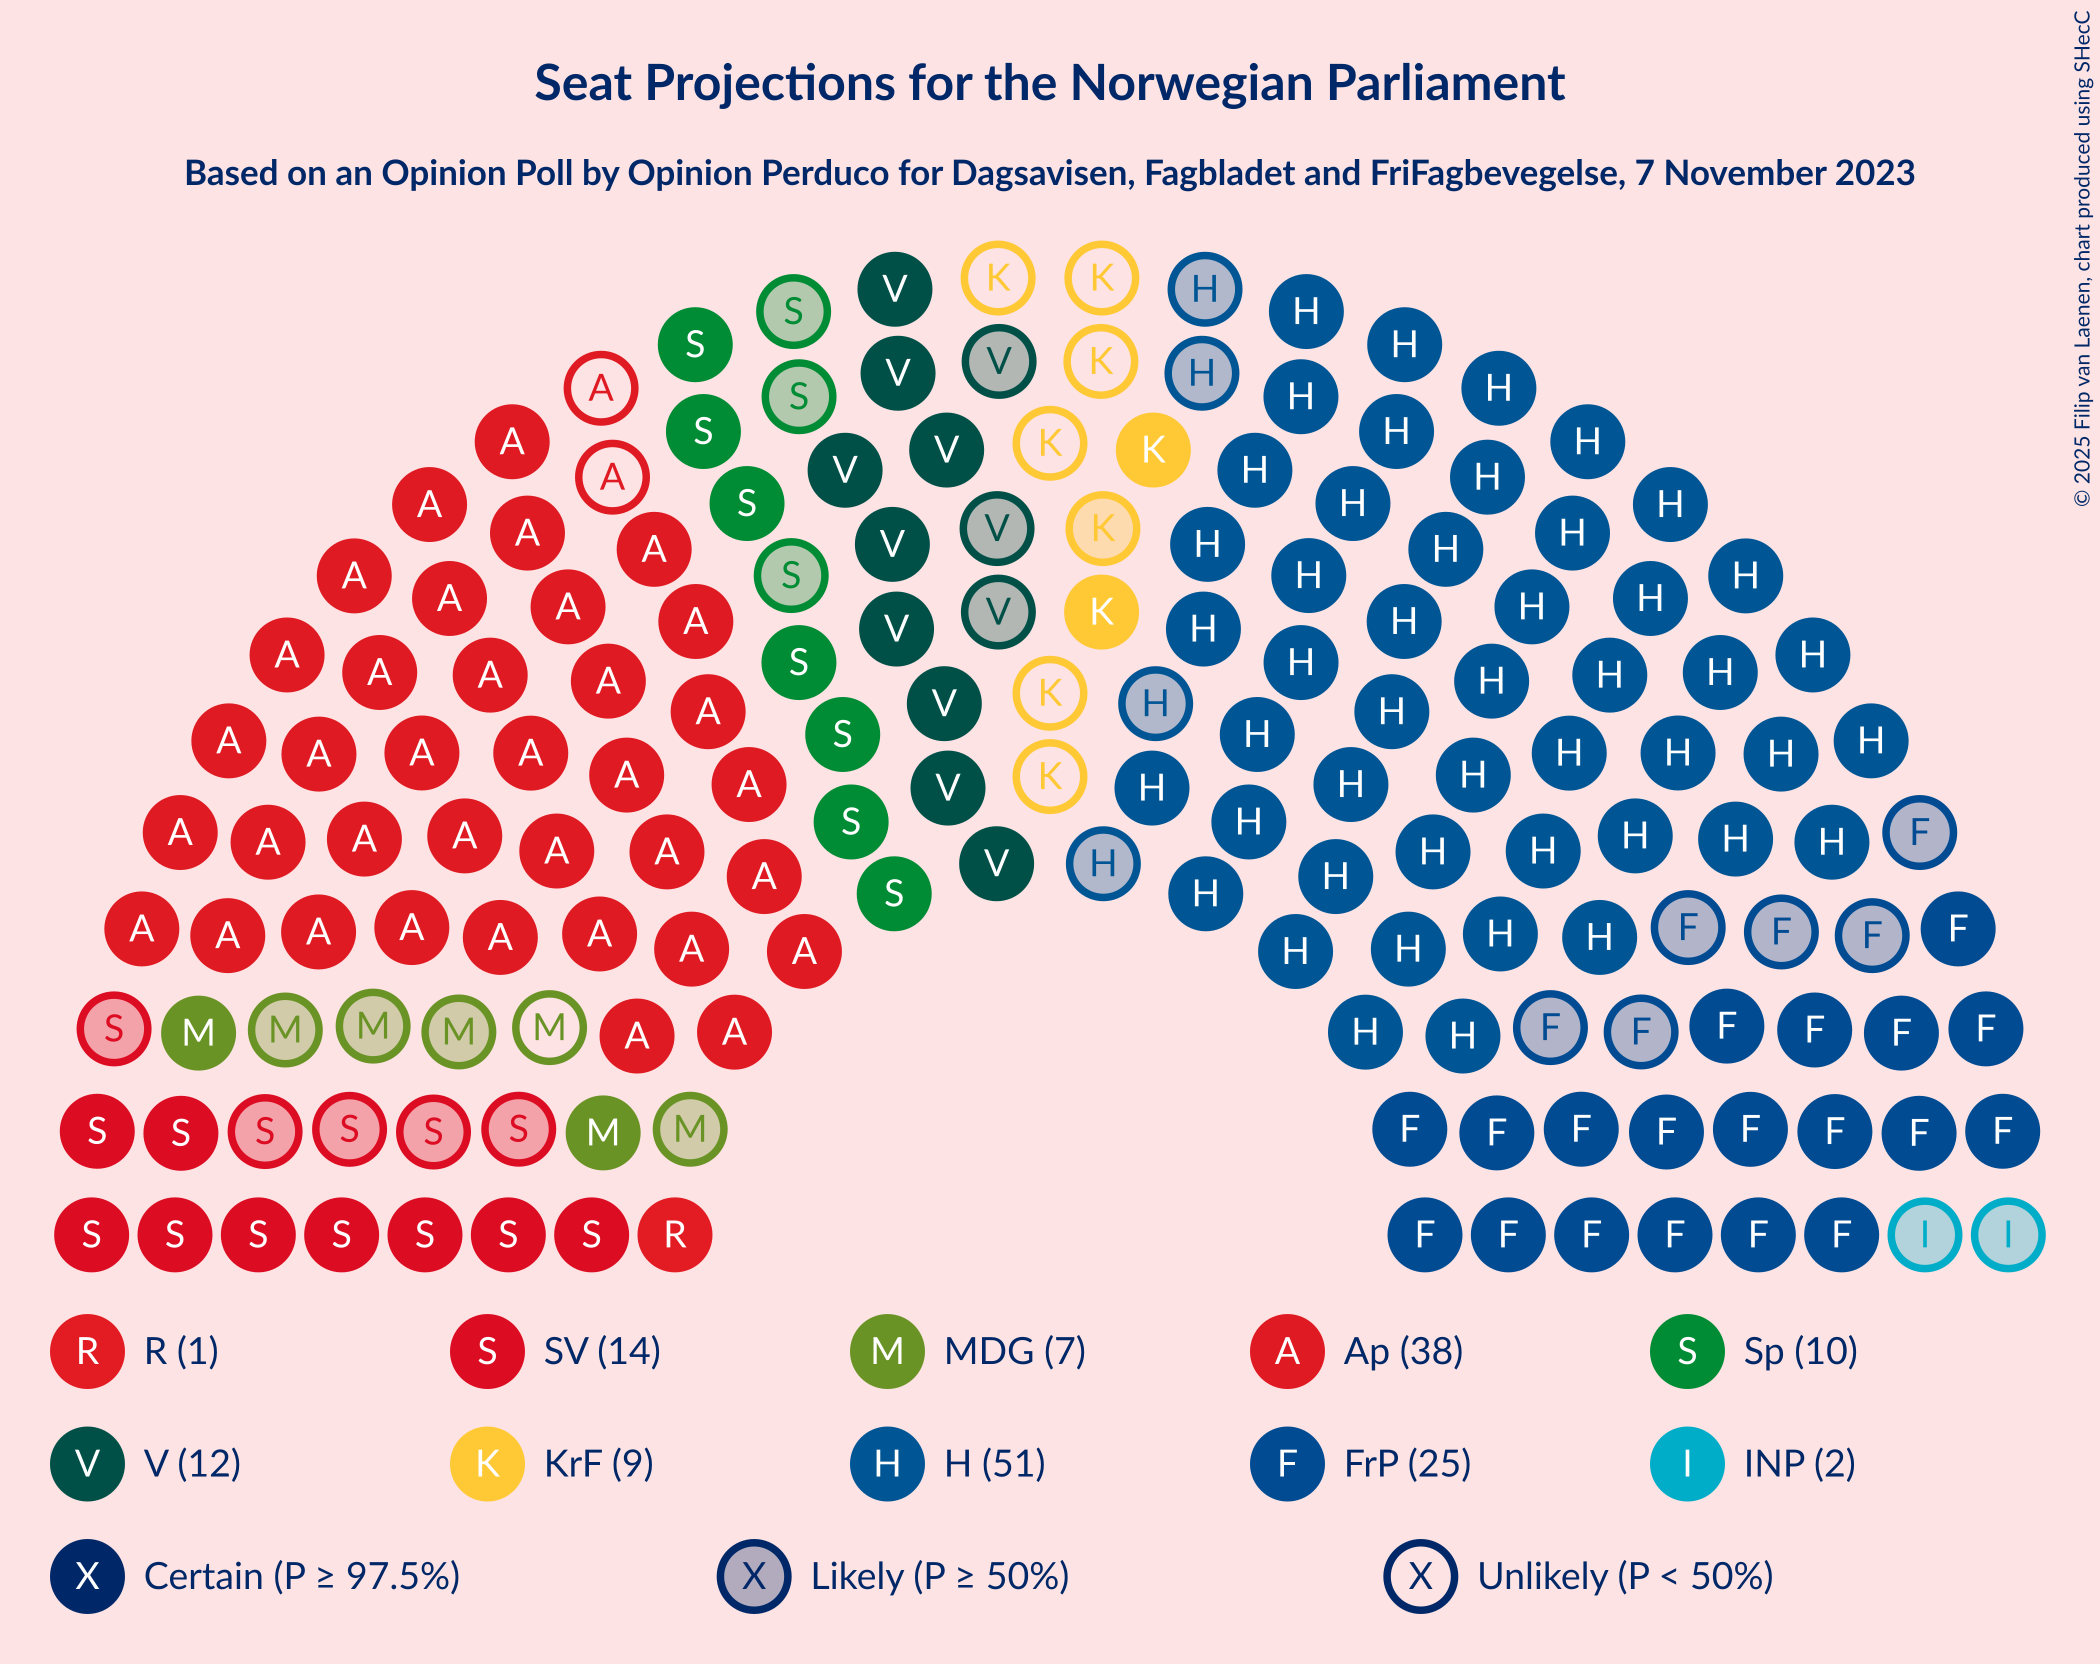 Seat Projections for the Norwegian Parliament
Based on an Opinion Poll by Opinion Perduco for Dagsavisen, Fagbladet and FriFagbevegelse, 7 November 2023
© 2025 Filip van Laenen, chart produced using SHecC
V K K H H
S S V V K H H H
A S S V V K K H H H H H
R R (1) S SV (14) M MDG (7) A Ap (38) S Sp (10)
V V (12) K KrF (9) H H (51) F FrP (25) I INP (2)
X Certain (P ≥ 97.5%) X Likely (P ≥ 50%) X Unlikely (P < 50%)